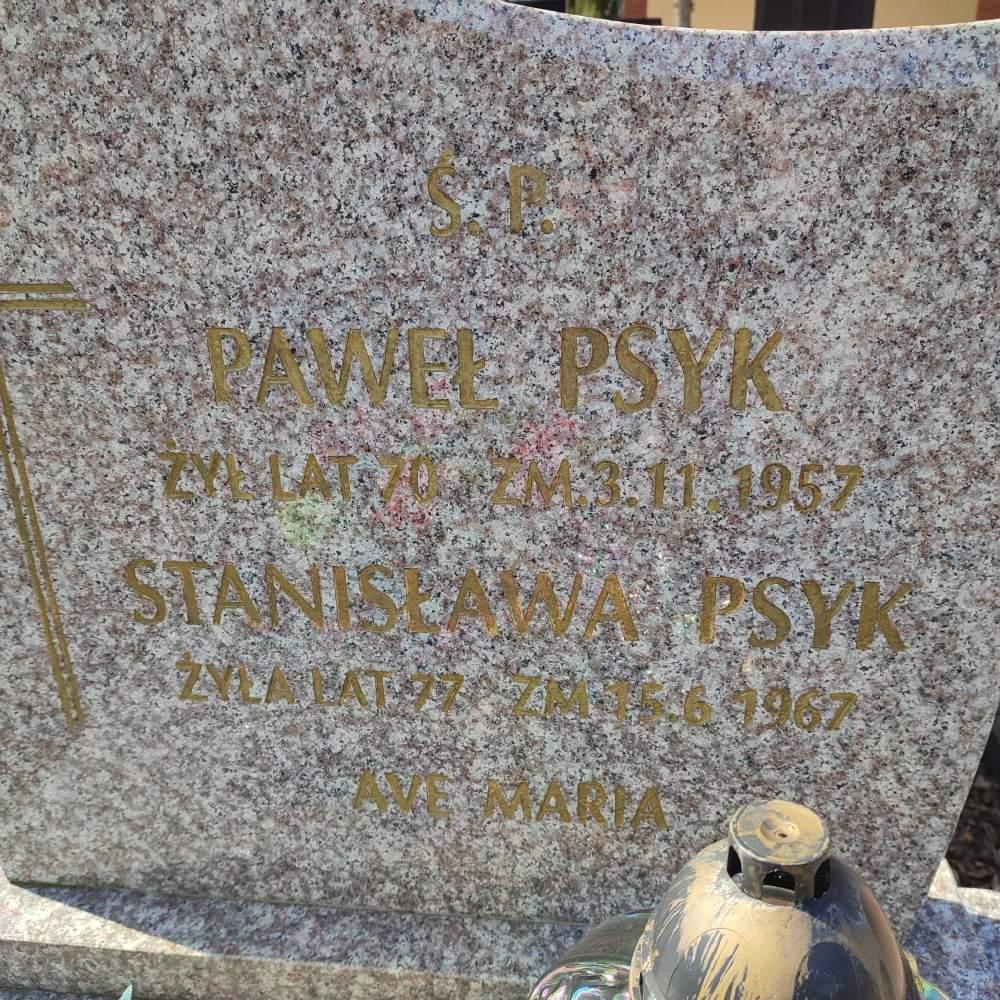 Ś. P.
PAWEŁ PSYK
ŻYŁ LAT 70 ZM.3.11.1957
STANISŁAWA PSYK
ŻYŁA LAT 77 ZM 15.6 1967
AVE MARIA